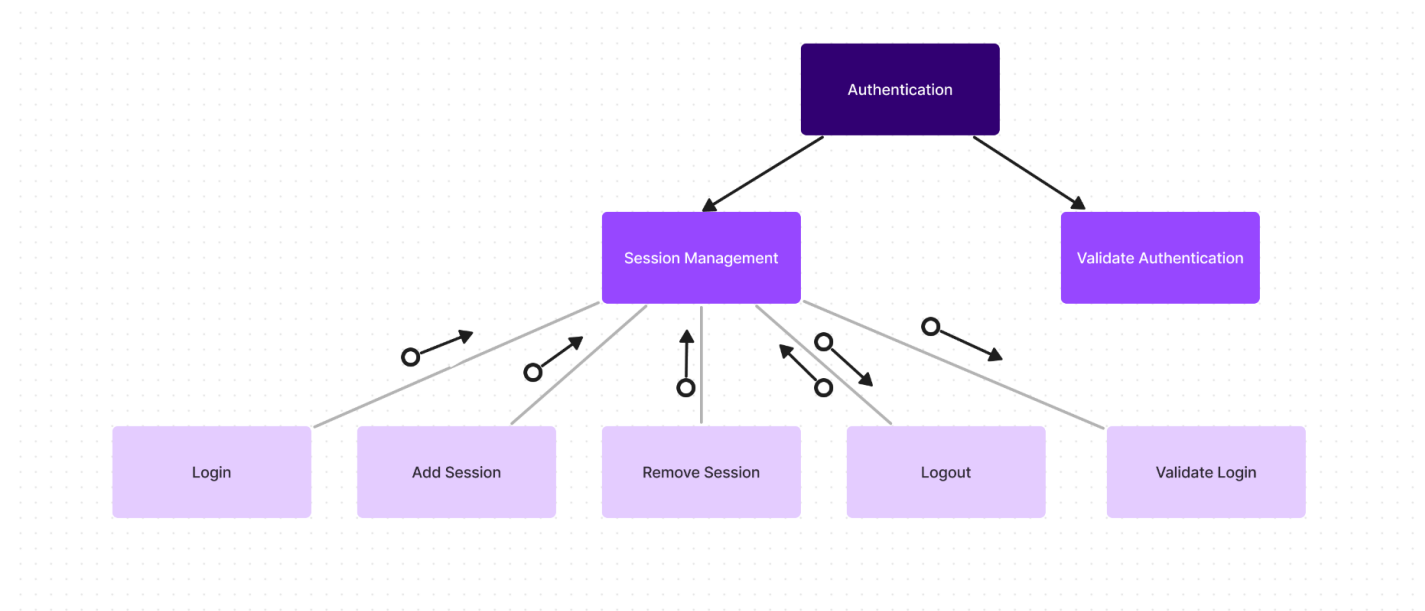 Authentication
Session Management
Validate Authentication
Login
Add Session
Remove Session
Logout
Validate Login